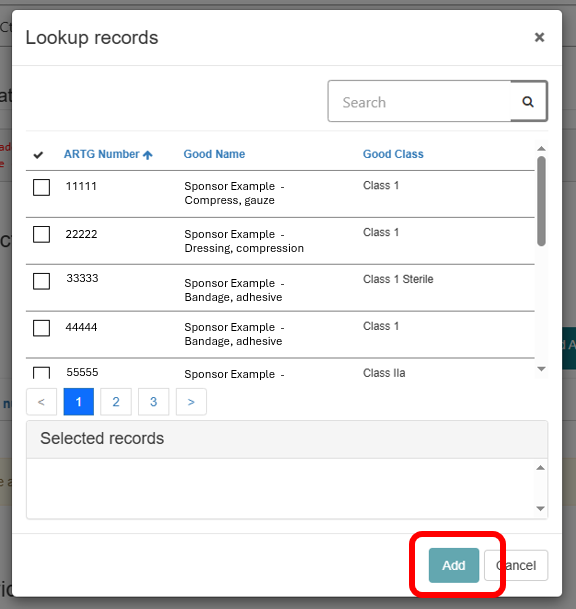 Lookup records
×
Search
ARTG Number
Good Name
Good Class
11111
Sponsor Example -
Compress, gauze
Class 1
22222
Sponsor Example -
Dressing, compression
Class 1
33333
Sponsor Example -
Bandage, adhesive
Class 1 Sterile
44444
Sponsor Example -
Bandage, adhesive
Class 1
55555
Sponsor Example -
Class IIa
< 1 2 3 >
Selected records
Add
Cancel